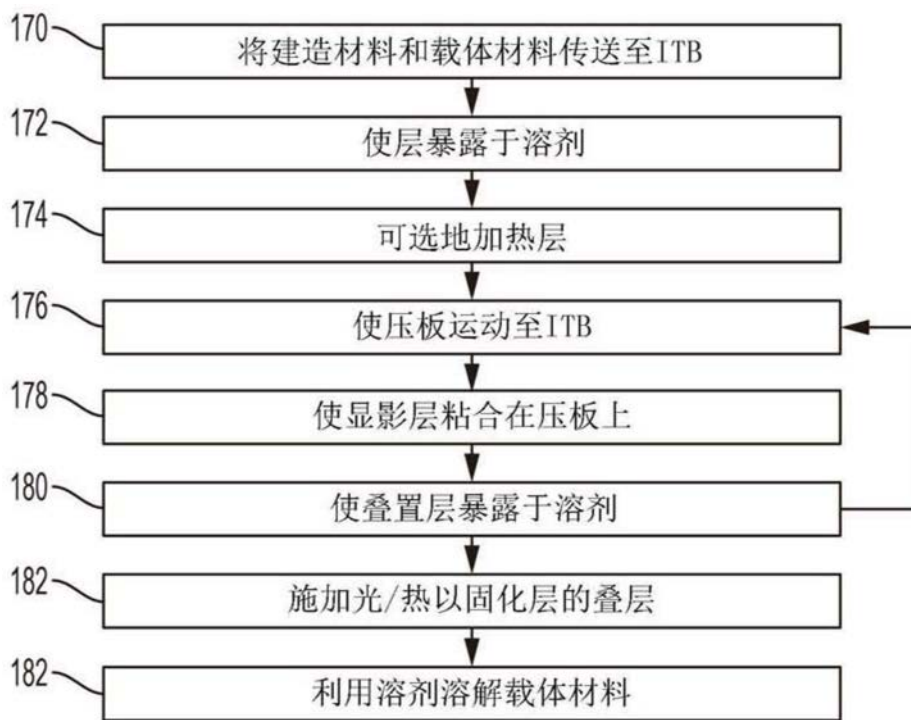 170 将建造材料和载体材料传送至ITB
172 使层暴露于溶剂
174 可选地加热层
176 使压板运动至ITB
178 使显影层粘合在压板上
180 使叠置层暴露于溶剂
182 施加光/热以固化层的叠层
182 利用溶剂溶解载体材料